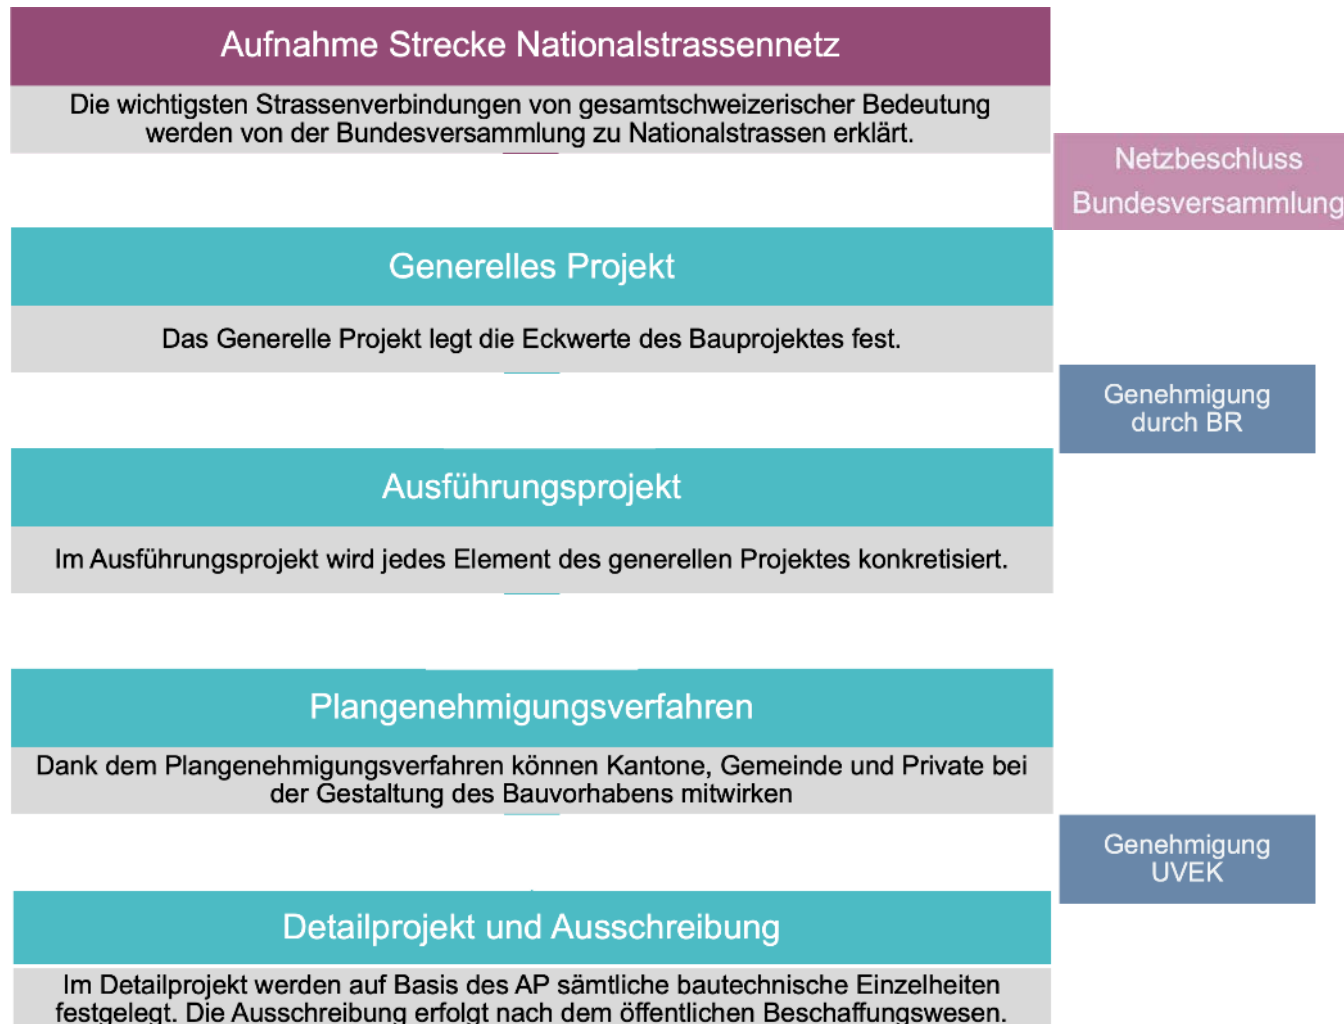 Aufnahme Strecke Nationalstrassennetz
Die wichtigsten Strassenverbindungen von gesamtschweizerischer Bedeutung
werden von der Bundesversammlung zu Nationalstrassen erklärt.
Netzbeschluss
Bundesversammlung
Generelles Projekt
Das Generelle Projekt legt die Eckwerte des Bauprojektes fest.
Genehmigung
durch BR
Ausführungsprojekt
Im Ausführungsprojekt wird jedes Element des generellen Projektes konkretisiert.
Plangenehmigungsverfahren
Dank dem Plangenehmigungsverfahren können Kantone, Gemeinde und Private bei
der Gestaltung des Bauvorhabens mitwirken
Genehmigung
UVEK
Detailprojekt und Ausschreibung
Im Detailprojekt werden auf Basis des AP sämtliche bautechnische Einzelheiten
festgelegt. Die Ausschreibung erfolgt nach dem öffentlichen Beschaffungswesen.